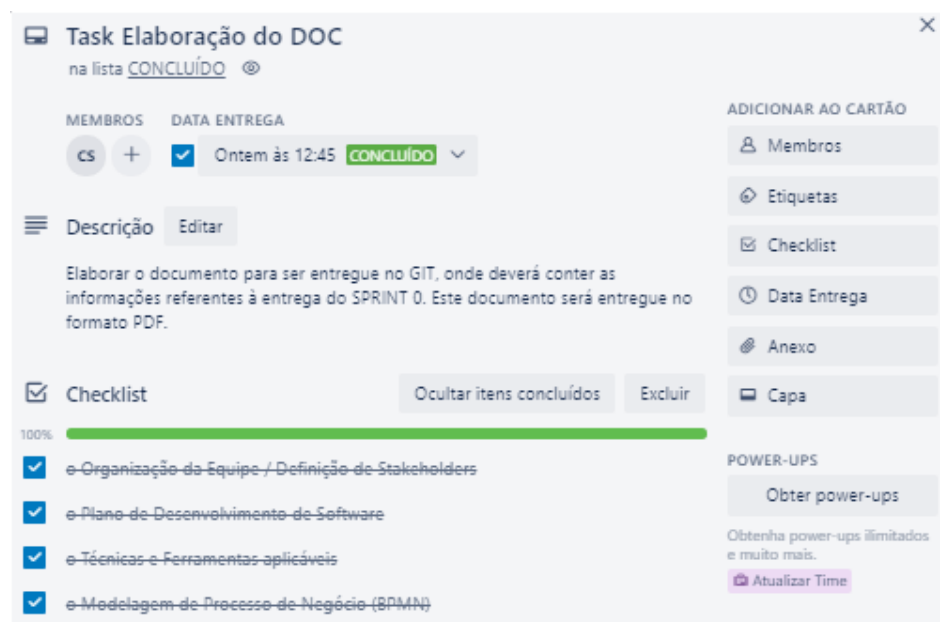 Task Elaboração do DOC
na lista CONCLUÍDO
MEMBROS DATA ENTREGA
CS + Ontem às 12:45 CONCLUÍDO
Descrição Editar
Elaborar o documento para ser entregue no GIT, onde deverá conter as
informações referentes à entrega do SPRINT 0. Este documento será entregue no
formato PDF.
Checklist Ocultar itens concluídos Excluir
100%
o Organização da Equipe / Definição de Stakeholders
o Plano de Desenvolvimento de Software
o Técnicas e Ferramentas aplicáveis
o Modelagem de Processo de Negócio (BPMN)
ADICIONAR AO CARTÃO
Membros
Etiquetas
Checklist
Data Entrega
Anexo
Capa
POWER-UPS
Obter power-ups
Obtenha power-ups ilimitados
e muito mais.
Atualizar Time